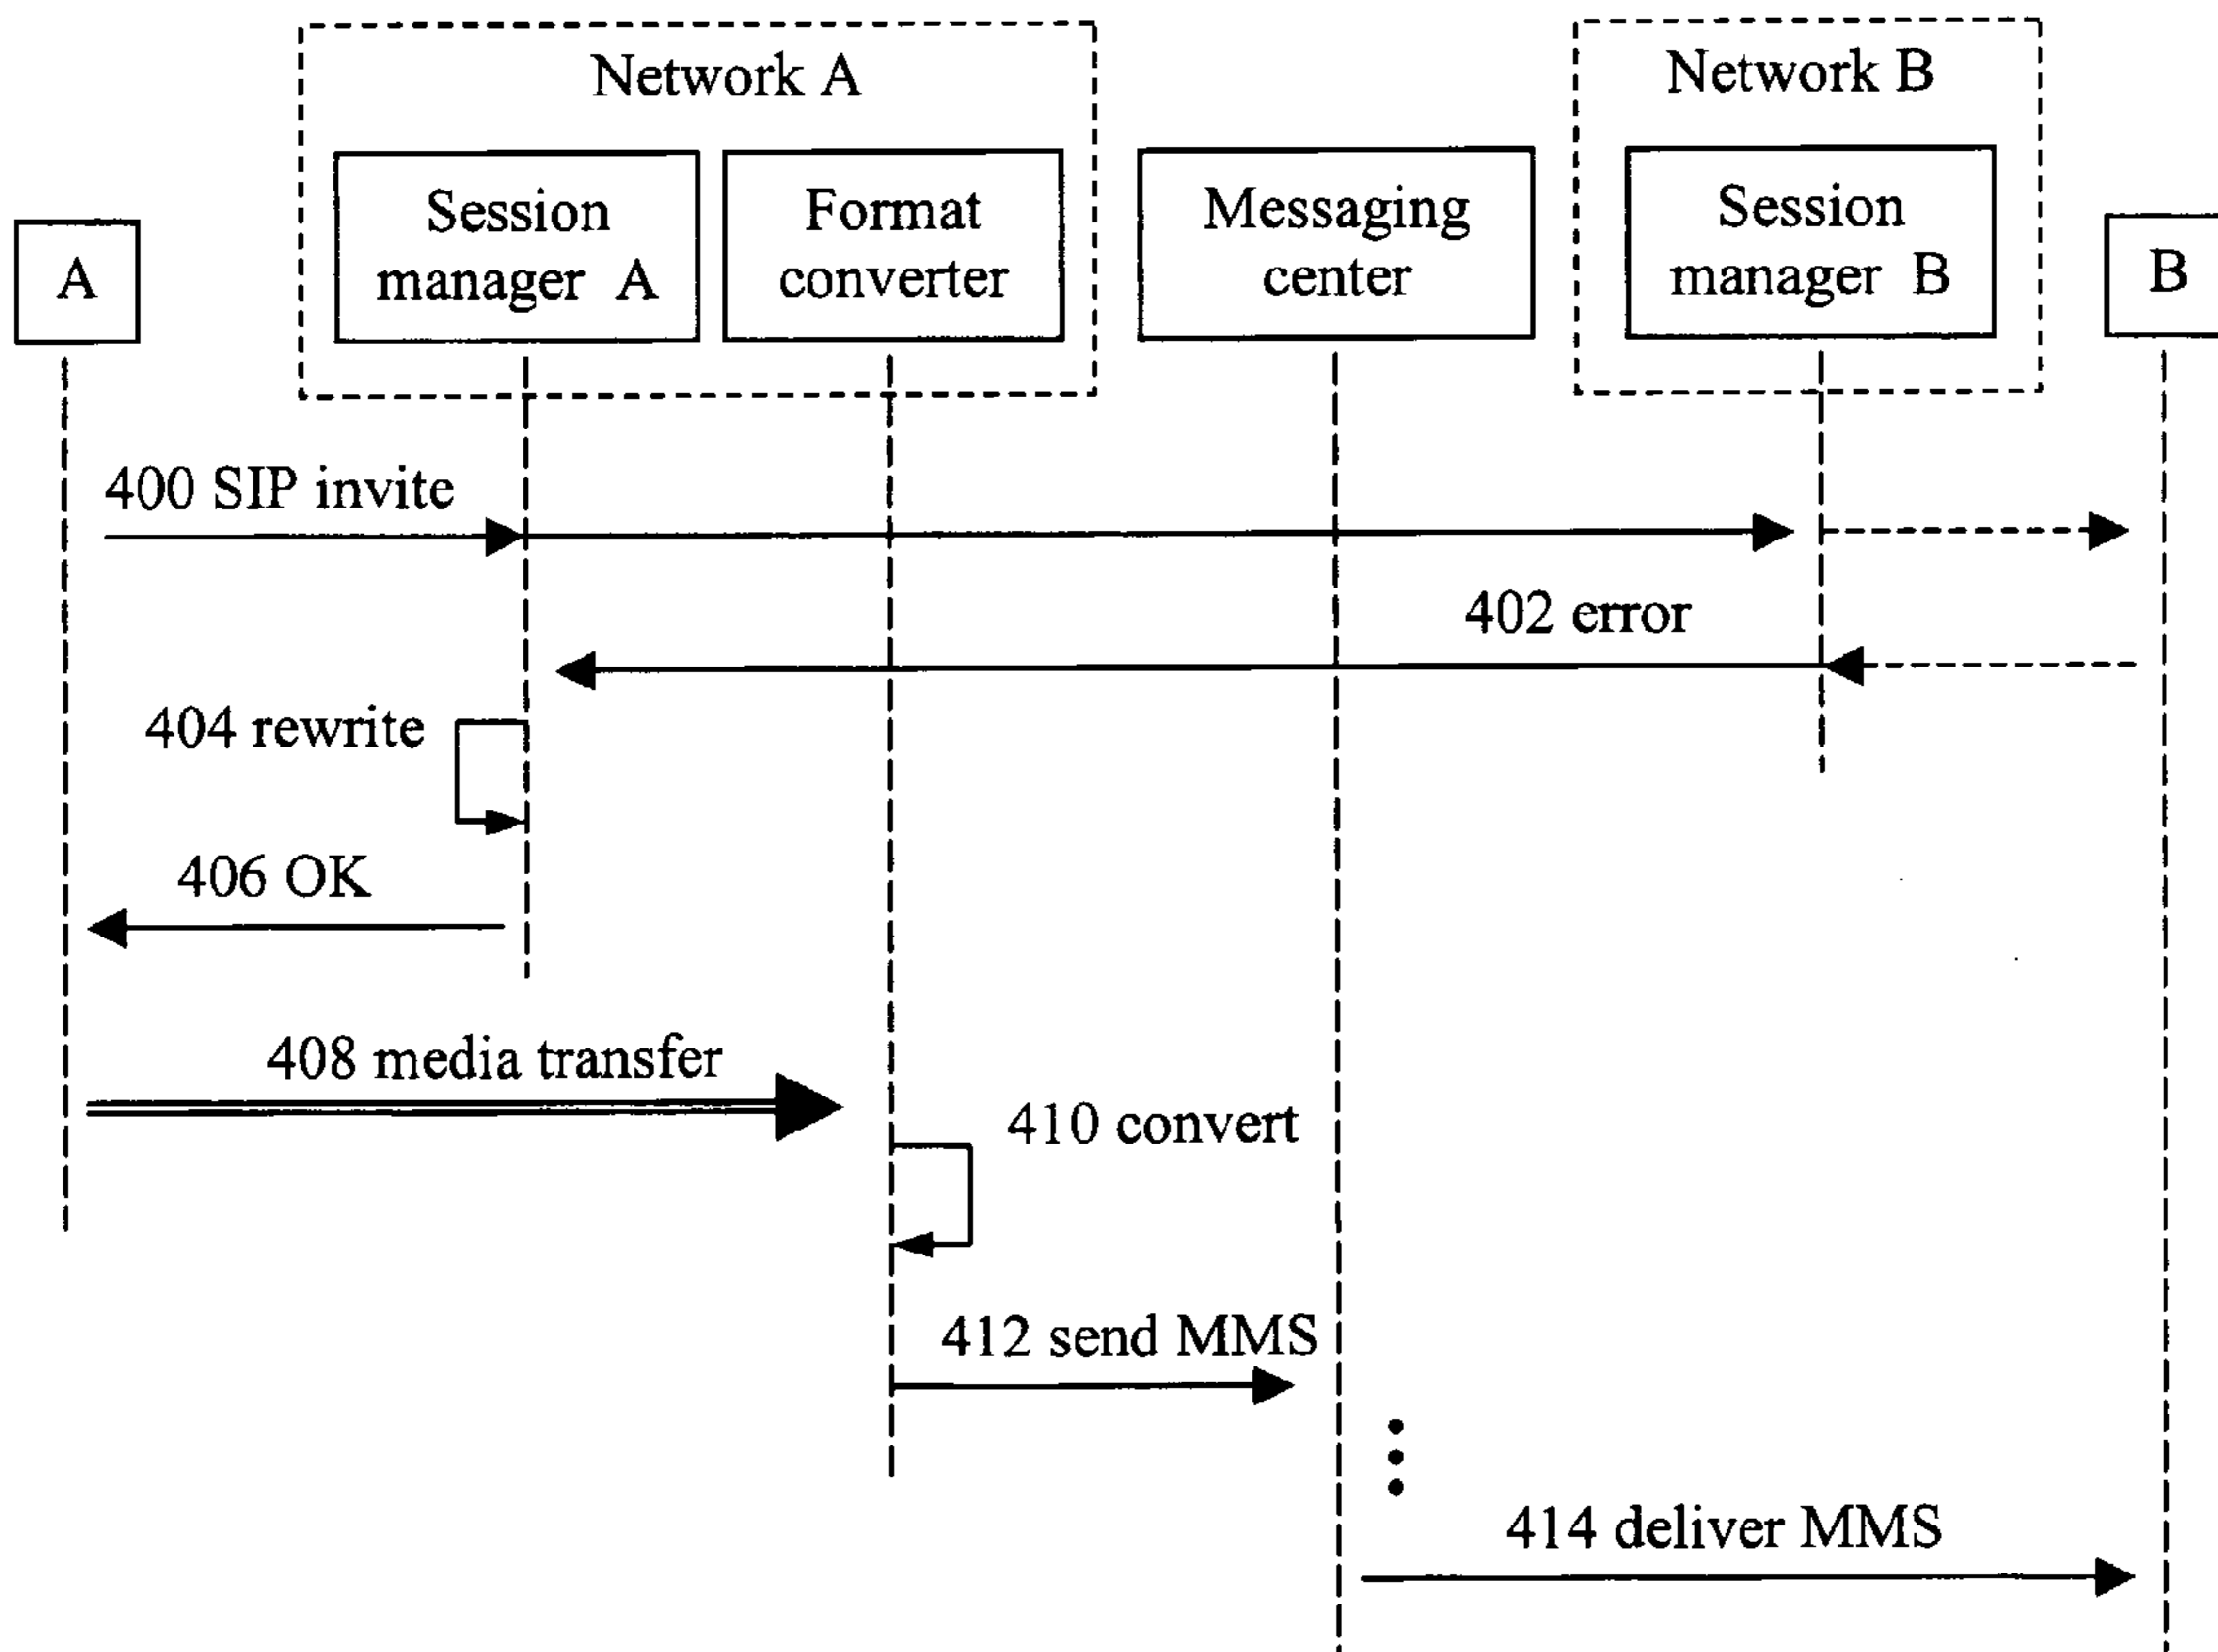 Network A
Network B
Session
manager A
Format
converter
Messaging
center
Session
manager B
A
B
400 SIP invite
402 error
404 rewrite
406 OK
408 media transfer
410 convert
412 send MMS
414 deliver MMS